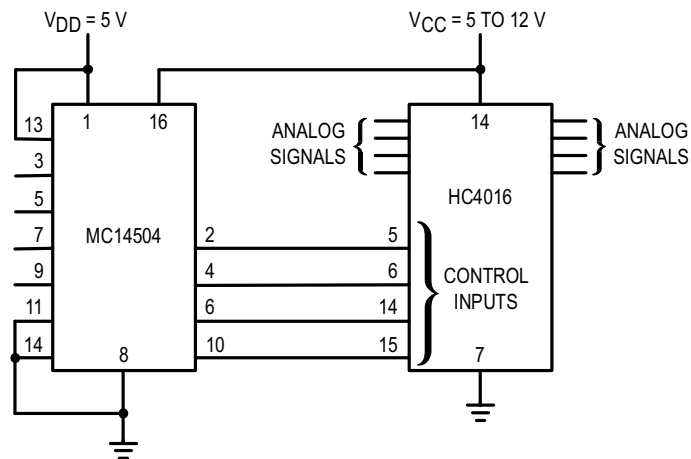 VDD = 5 V
VCC = 5 TO 12 V
13
1
16
3
5
7
9
11
14
MC14504
2
4
6
10
8
ANALOG
SIGNALS
14
ANALOG
SIGNALS
HC4016
5
6
14
15
CONTROL
INPUTS
7